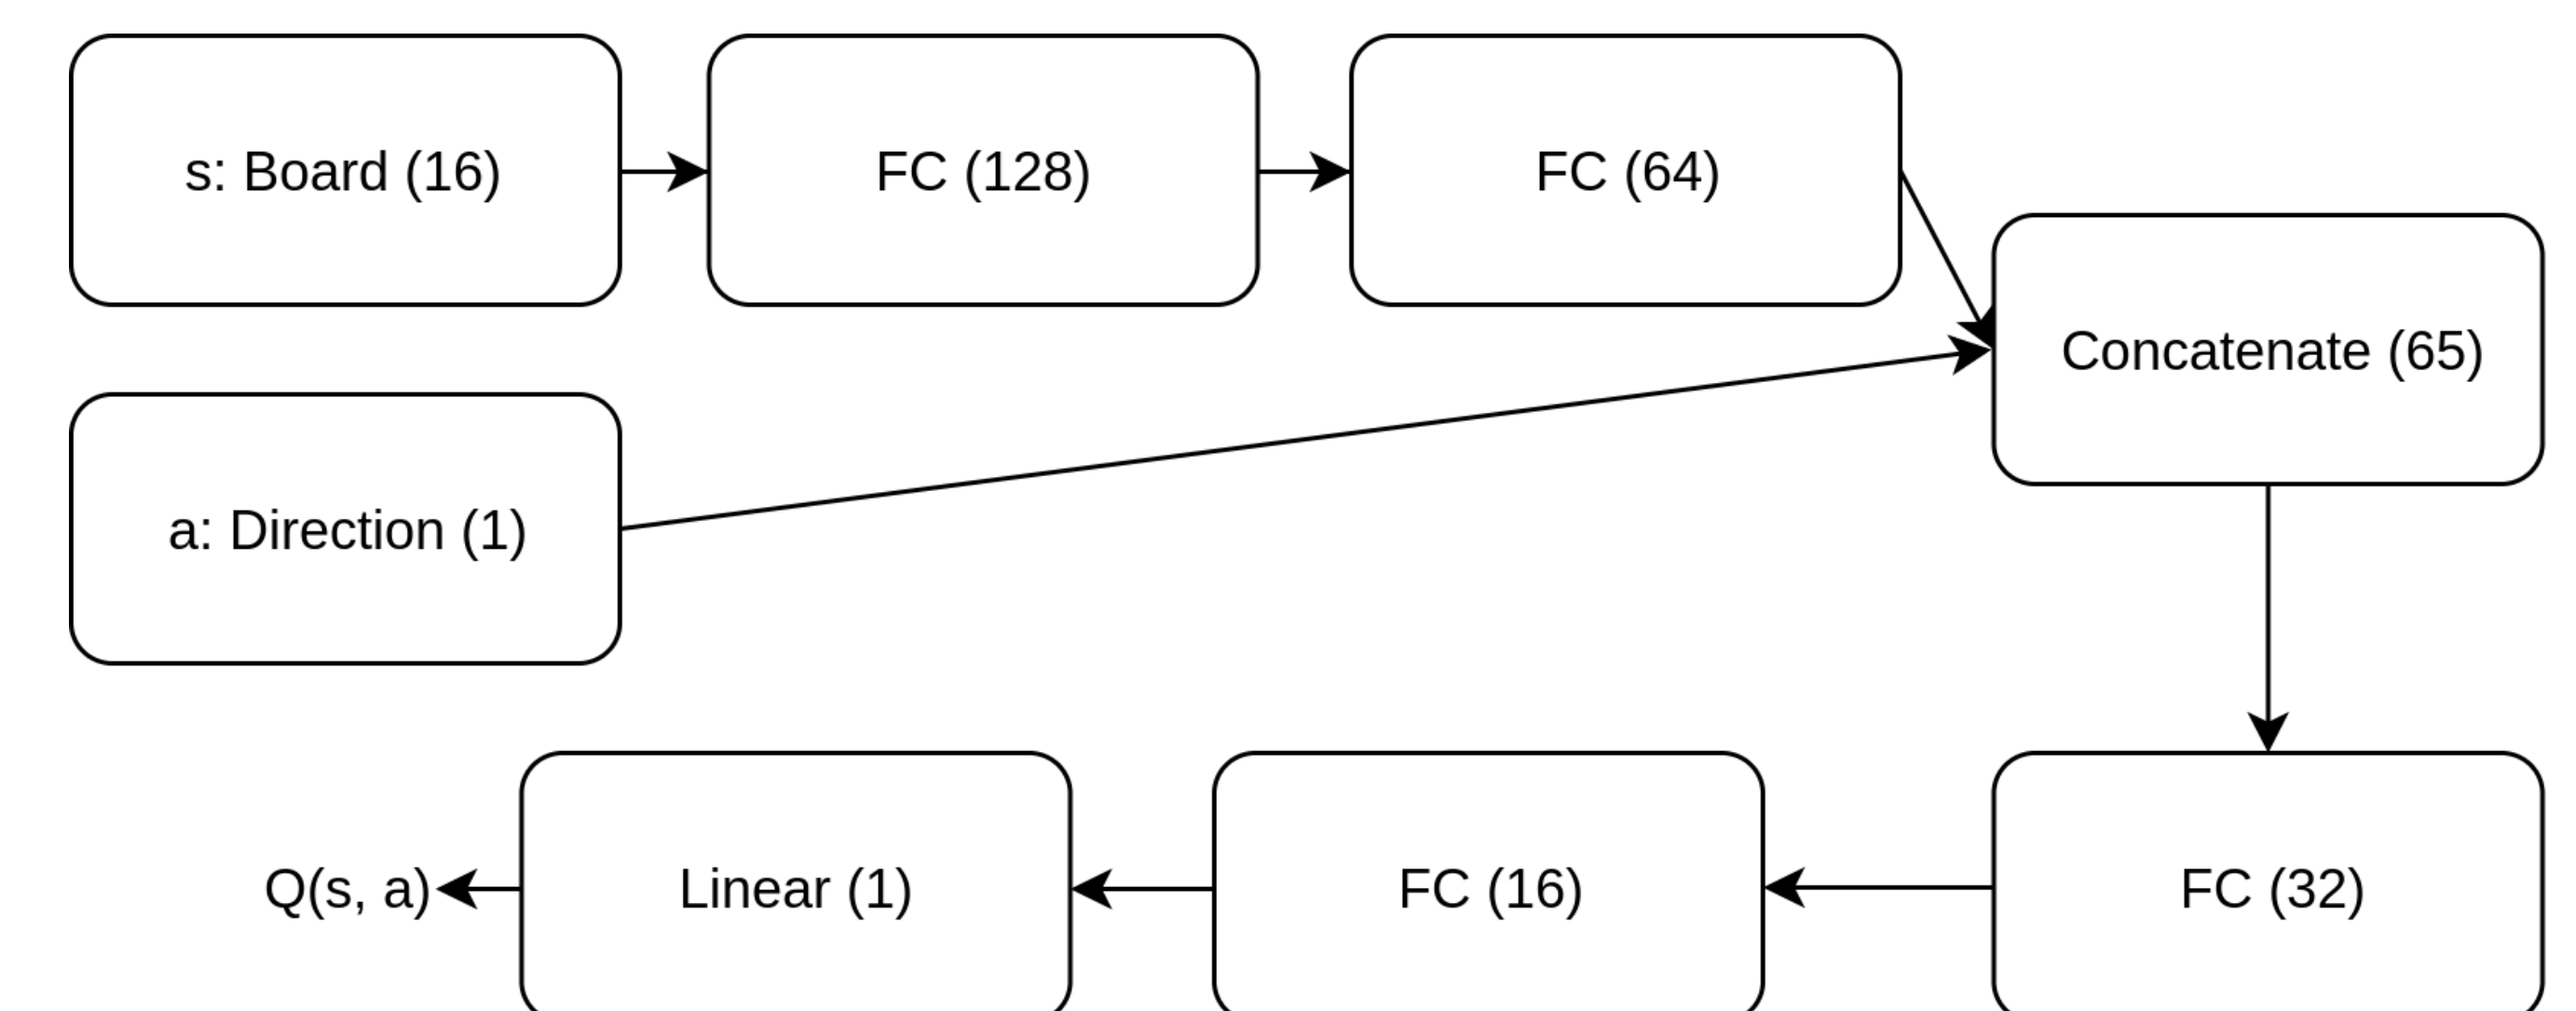 s: Board (16)
FC (128)
FC (64)
Concatenate (65)
a: Direction (1)
Q(s, a)
Linear (1)
FC (16)
FC (32)